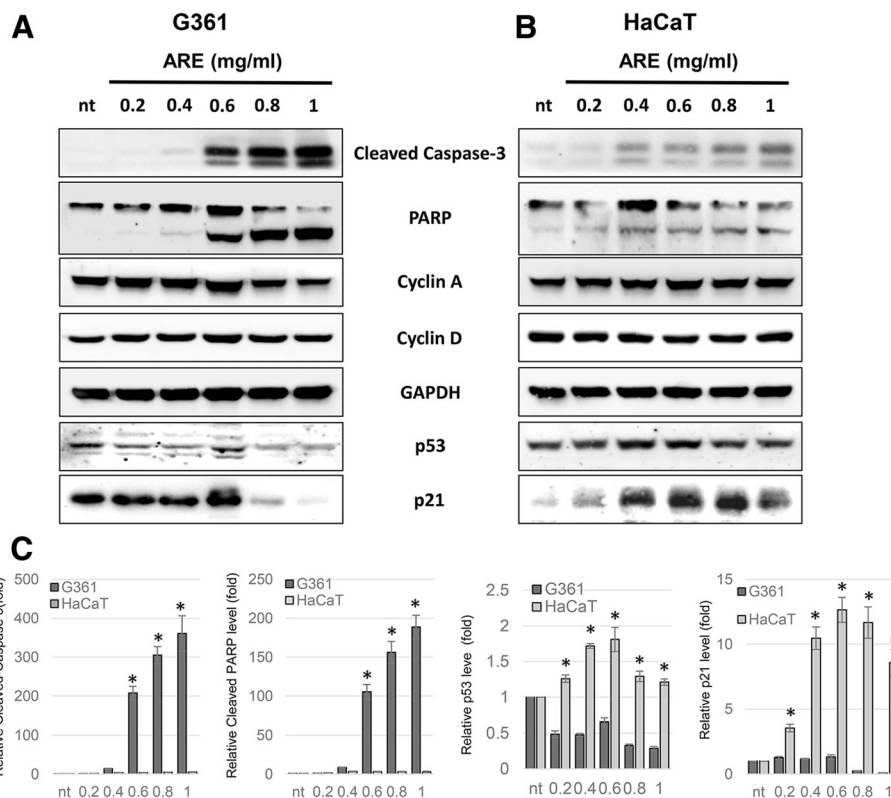 A
G361
ARE (mg/ml)
nt 0.2 0.4 0.6 0.8 1
B
HaCaT
ARE (mg/ml)
nt 0.2 0.4 0.6 0.8 1
Cleaved Caspase-3
PARP
Cyclin A
Cyclin D
GAPDH
p53
p21
C
500
400
300
200
100
0
G361
HaCaT
* * *
nt 0.2 0.4 0.6 0.8 1
Relative Cleaved PARP level (fold)
250
200
150
100
50
0
G361
HaCaT
* * *
nt 0.2 0.4 0.6 0.8 1
Relative p53 leve (fold)
2.5
2
1.5
1
0.5
0
G361
HaCaT
* * * * *
nt 0.2 0.4 0.6 0.8 1
Relative p21 level (fold)
15
10
5
0
G361
HaCaT
* * * *
nt 0.2 0.4 0.6 0.8 1